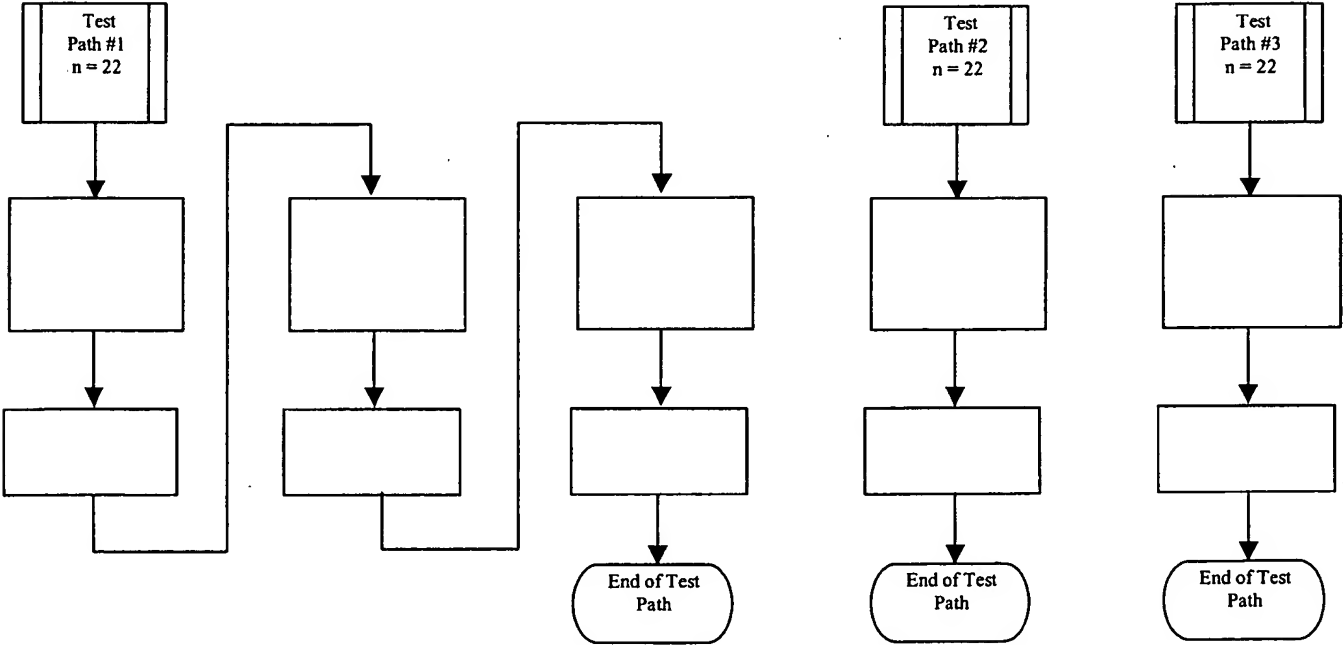 Test
Path #1
n = 22
Test
Path #2
n = 22
Test
Path #3
n = 22
End of Test
Path
End of Test
Path
End of Test
Path